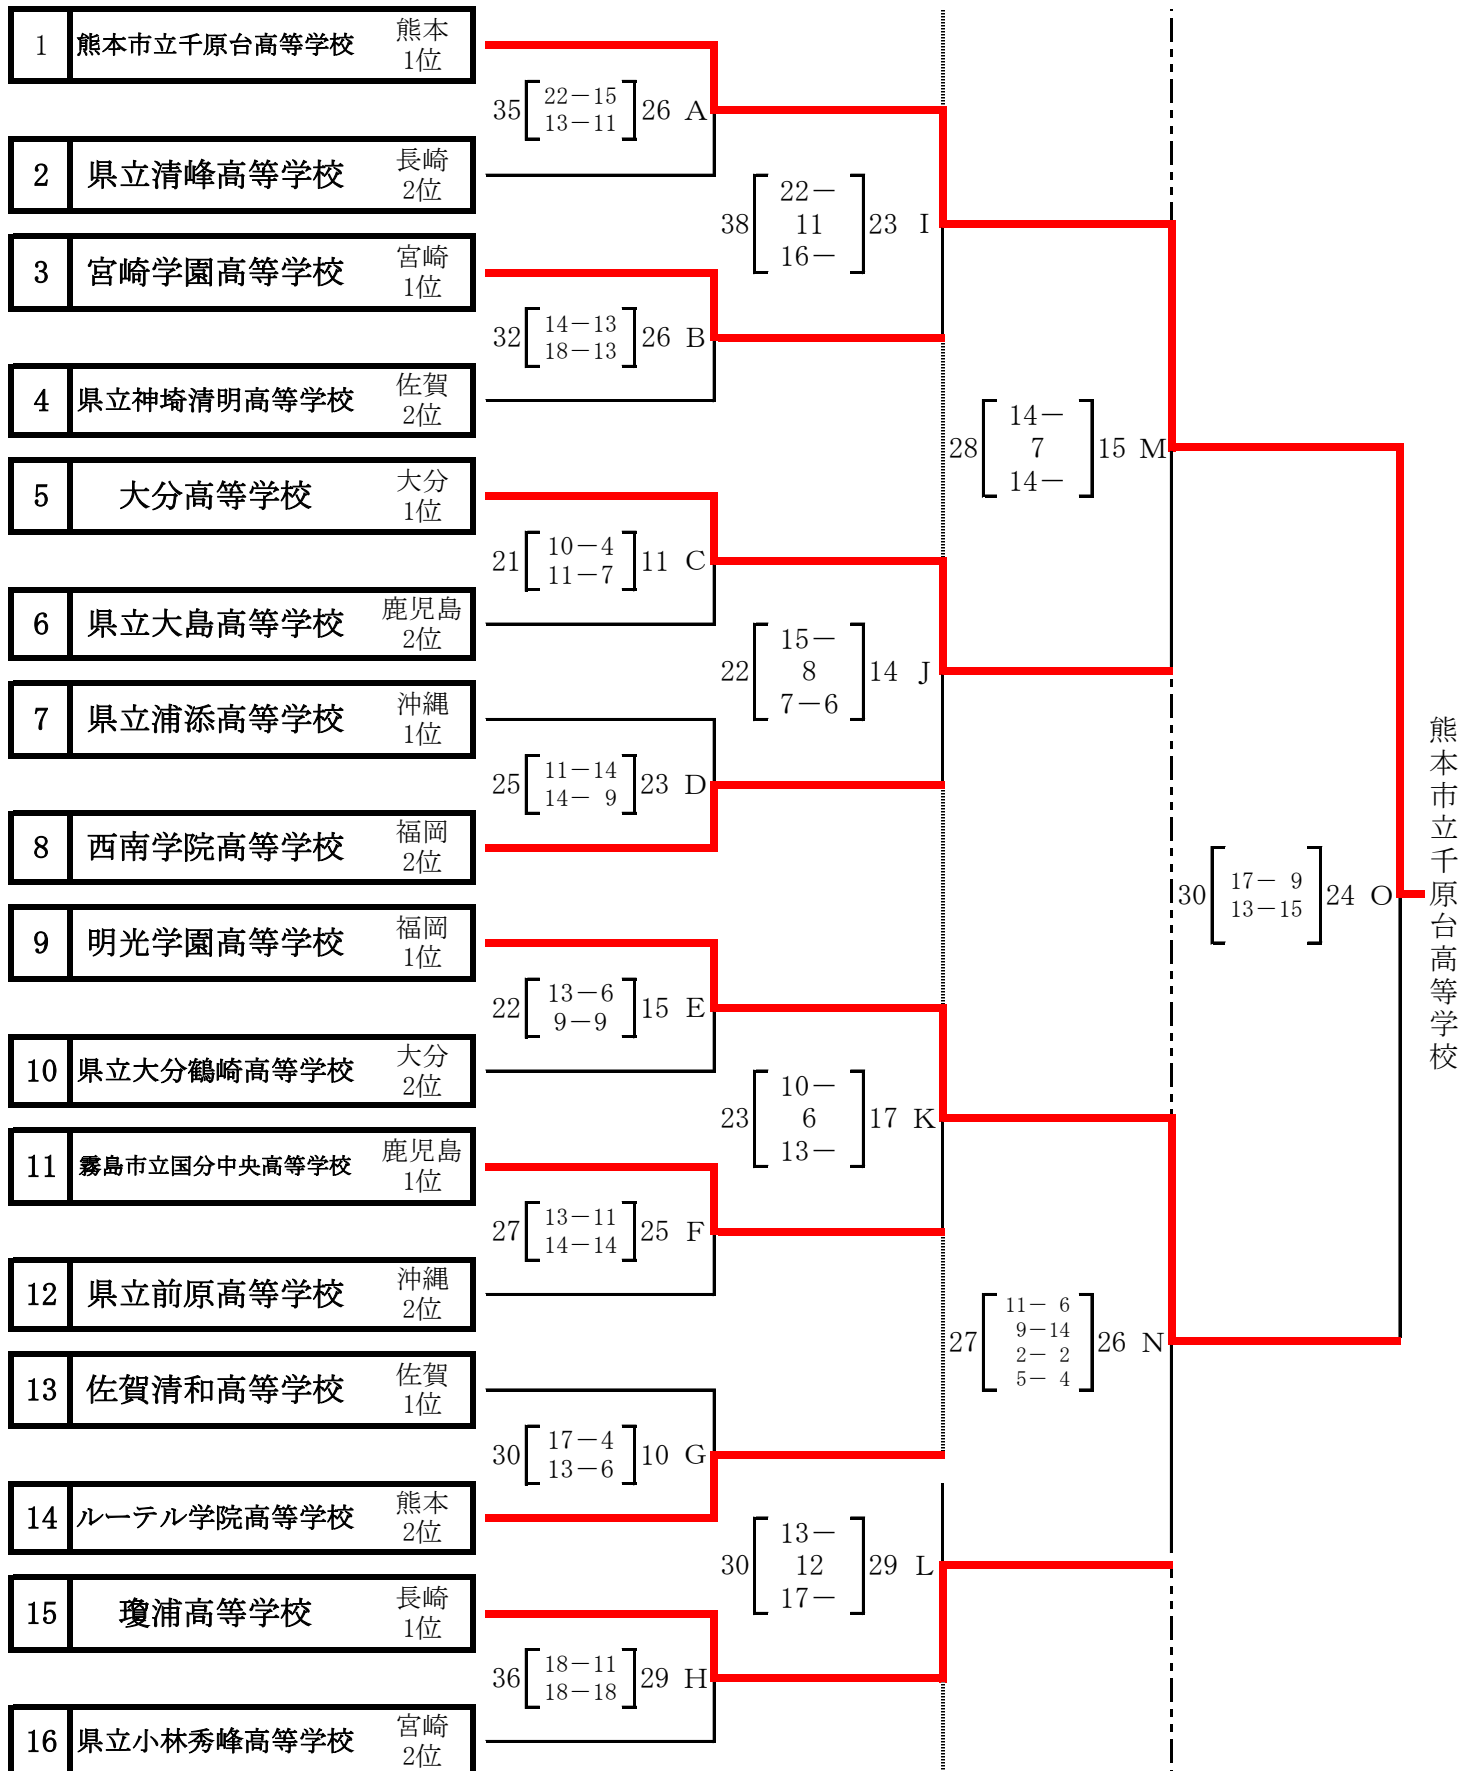 1 熊本市立千原台高等学校 熊本
1位
35 22－15 26 A
13－11
2 県立清峰高等学校 長崎
2位
38 22－ 23 I
11
16－
3 宮崎学園高等学校 宮崎
1位
32 14－13 26 B
18－13
4 県立神埼清明高等学校 佐賀
2位
28 14－ 15 M
7
14－
5 大分高等学校 大分
1位
21 10－4 11 C
11－7
6 県立大島高等学校 鹿児島
2位
22 15－ 14 J
8
7－6
7 県立浦添高等学校 沖縄
1位
25 11－14 23 D
14－ 9
8 西南学院高等学校 福岡
2位
30 17－ 9 24 O
13－15
熊本市立千原台高等学校
9 明光学園高等学校 福岡
1位
22 13－6 15 E
9－9
10 県立大分鶴崎高等学校 大分
2位
23 10－ 17 K
6
13－
11 霧島市立国分中央高等学校 鹿児島
1位
27 13－11 25 F
14－14
12 県立前原高等学校 沖縄
2位
27 11－ 6 26 N
9－14
2－ 2
5－ 4
13 佐賀清和高等学校 佐賀
1位
30 17－4 10 G
13－6
14 ルーテル学院高等学校 熊本
2位
30 13－ 29 L
12
17－
15 瓊浦高等学校 長崎
1位
36 18－11 29 H
18－18
16 県立小林秀峰高等学校 宮崎
2位